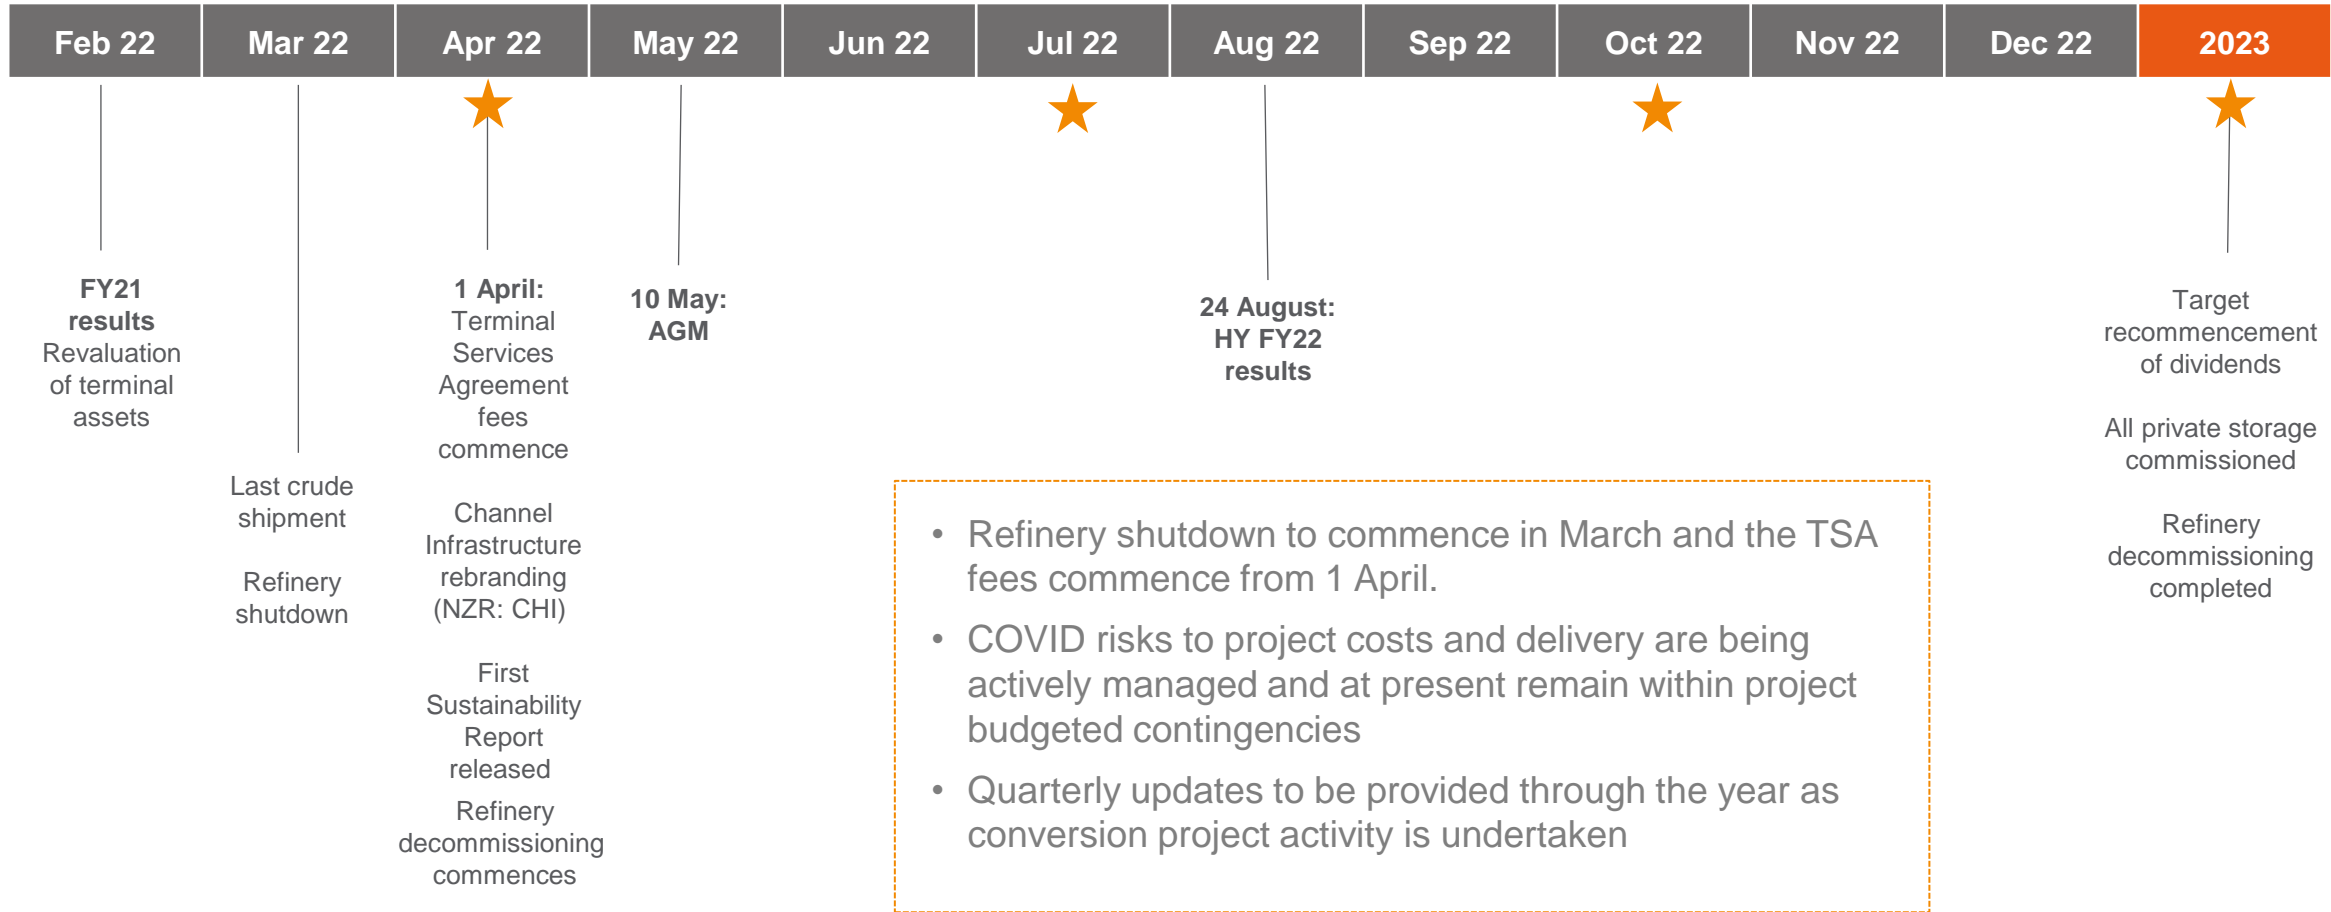 Feb 22
Mar 22
Apr 22
May 22
Jun 22
Jul 22
Aug 22
Sep 22
Oct 22
Nov 22
Dec 22
2023
FY21
results
Revaluation
of terminal
assets
Last crude
shipment
Refinery
shutdown
1 April:
Terminal
Services
Agreement
fees
commence
Channel
Infrastructure
rebranding
(NZR: CHI)
First
Sustainability
Report
released
Refinery
decommissioning
commences
10 May:
AGM
24 August:
HY FY22
results
Target
recommencement
of dividends
All private storage
commissioned
Refinery
decommissioning
completed
• Refinery shutdown to commence in March and the TSA
fees commence from 1 April.
• COVID risks to project costs and delivery are being
actively managed and at present remain within project
budgeted contingencies
• Quarterly updates to be provided through the year as
conversion project activity is undertaken